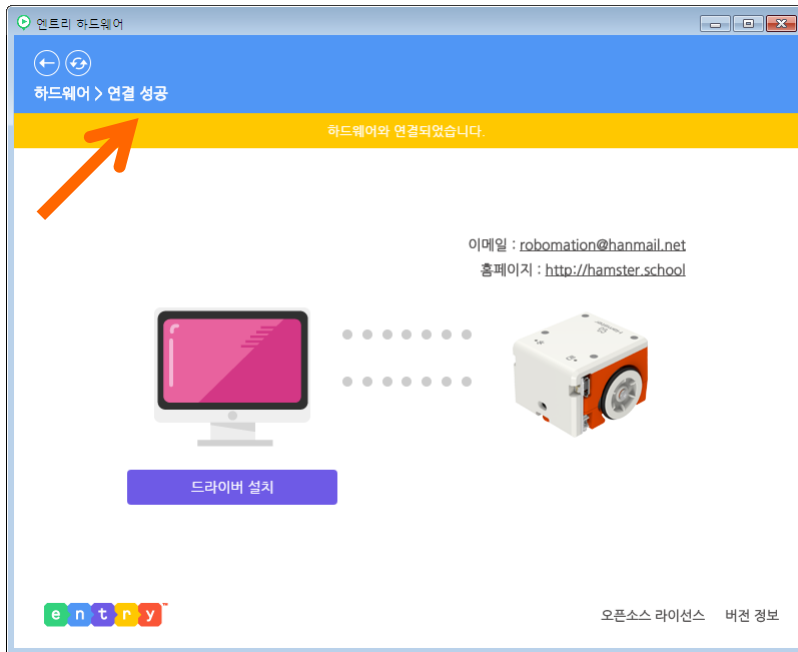 엔트리 하드웨어
하드웨어 > 연결 성공
하드웨어와 연결되었습니다.
이메일 : robomation@hanmail.net
홈페이지 : http://hamster.school
드라이버 설치
entry™
오픈소스 라이선스 버전 정보